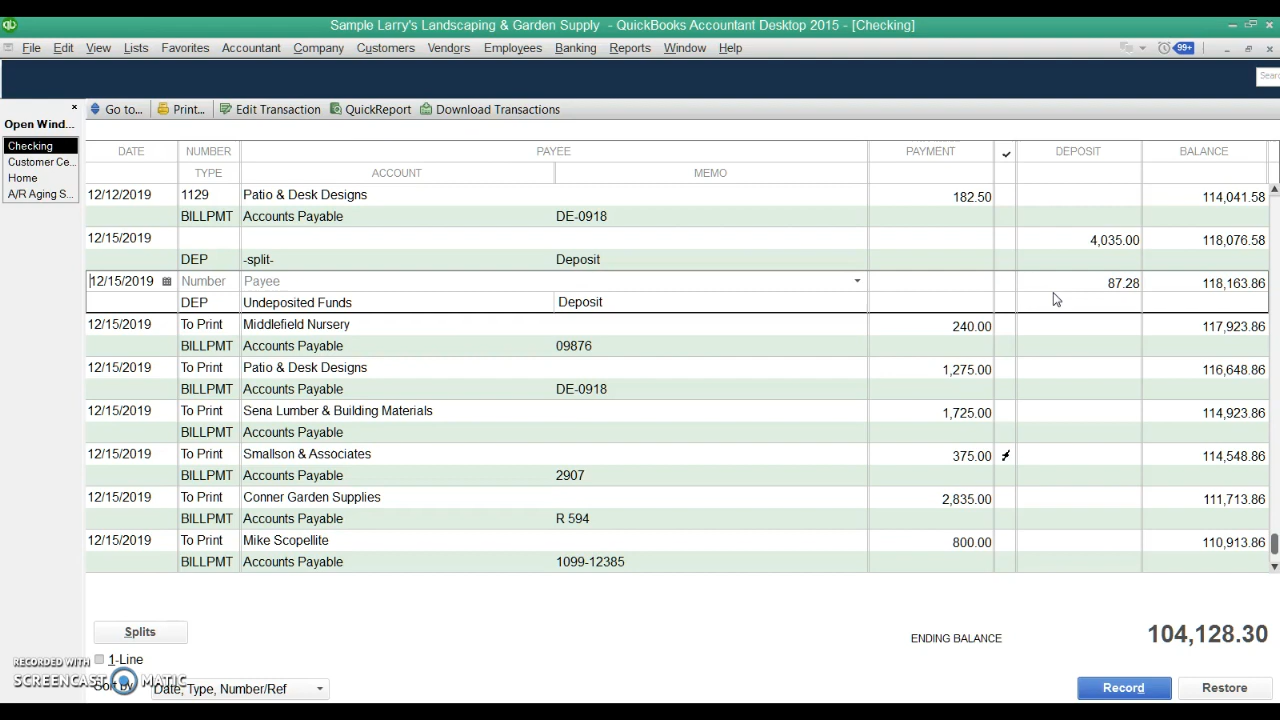 Sample Larry's Landscaping & Garden Supply - QuickBooks Accountant Desktop 2015 - [Checking]
File Edit View Lists Favorites Accountant Company Customers Vendors Employees Banking Reports Window Help 99+
Sear
Go to... Print... Edit Transaction QuickReport Download Transactions
Open Wind...
Checking
Customer Ce...
Home
A/R Aging S...
DATE NUMBER PAYEE PAYMENT ✓ DEPOSIT BALANCE
TYPE ACCOUNT MEMO
12/12/2019 1129 Patio & Desk Designs 182.50 114,041.58
BILLPMT Accounts Payable DE-0918
12/15/2019 4,035.00 118,076.58
DEP -split- Deposit
12/15/2019 Number Payee 87.28 118,163.86
DEP Undeposited Funds Deposit
12/15/2019 To Print Middlefield Nursery 240.00 117,923.86
BILLPMT Accounts Payable 09876
12/15/2019 To Print Patio & Desk Designs 1,275.00 116,648.86
BILLPMT Accounts Payable DE-0918
12/15/2019 To Print Sena Lumber & Building Materials 1,725.00 114,923.86
BILLPMT Accounts Payable
12/15/2019 To Print Smallson & Associates 375.00 114,548.86
BILLPMT Accounts Payable 2907
12/15/2019 To Print Conner Garden Supplies 2,835.00 111,713.86
BILLPMT Accounts Payable R 594
12/15/2019 To Print Mike Scopellite 800.00 110,913.86
BILLPMT Accounts Payable 1099-12385
Splits
ENDING BALANCE 104,128.30
1-Line
RECORDED WITH
SCREENCAST MATIC
Sort by Date, Type, Number/Ref
Record Restore